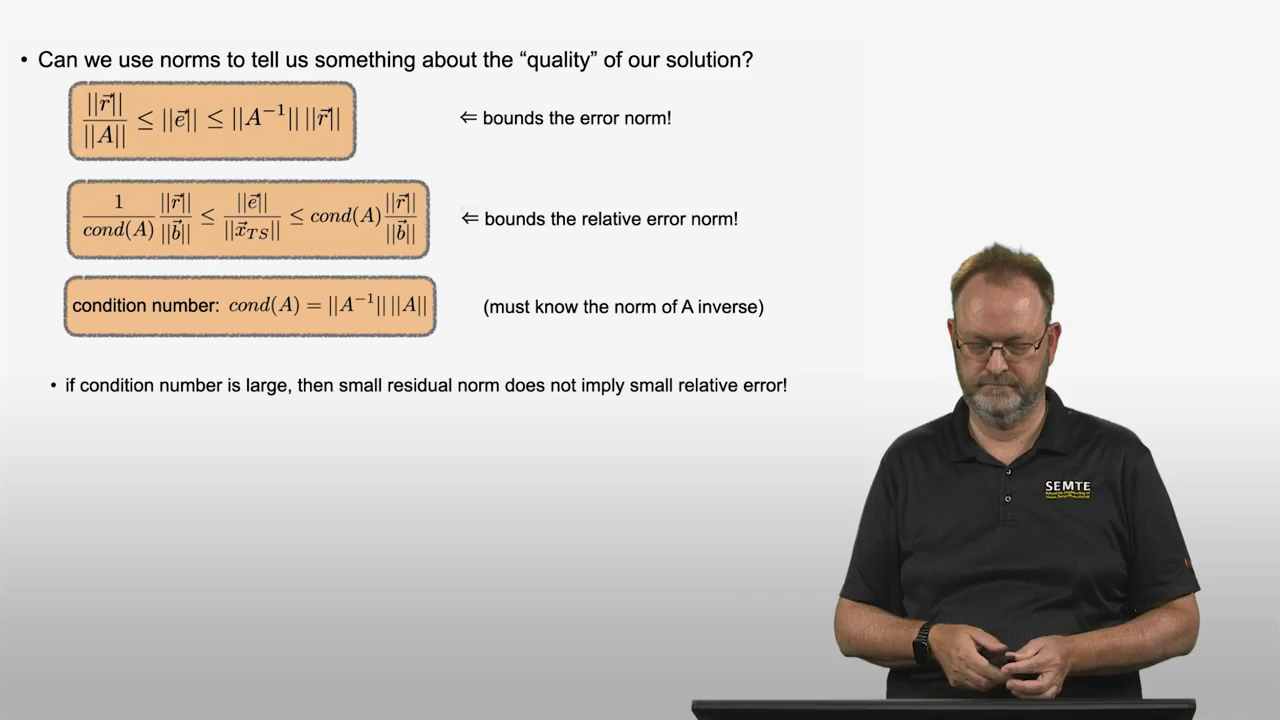 • Can we use norms to tell us something about the “quality” of our solution?
||r⃗|| / ||A|| ≤ ||e⃗|| ≤ ||A⁻¹|| ||r⃗||
⇐ bounds the error norm!
1 / cond(A) ||r⃗|| / ||b⃗|| ≤ ||e⃗|| / ||x⃗_TS|| ≤ cond(A) ||r⃗|| / ||b⃗||
⇐ bounds the relative error norm!
condition number: cond(A) = ||A⁻¹|| ||A||
(must know the norm of A inverse)
• if condition number is large, then small residual norm does not imply small relative error!
SEMTE